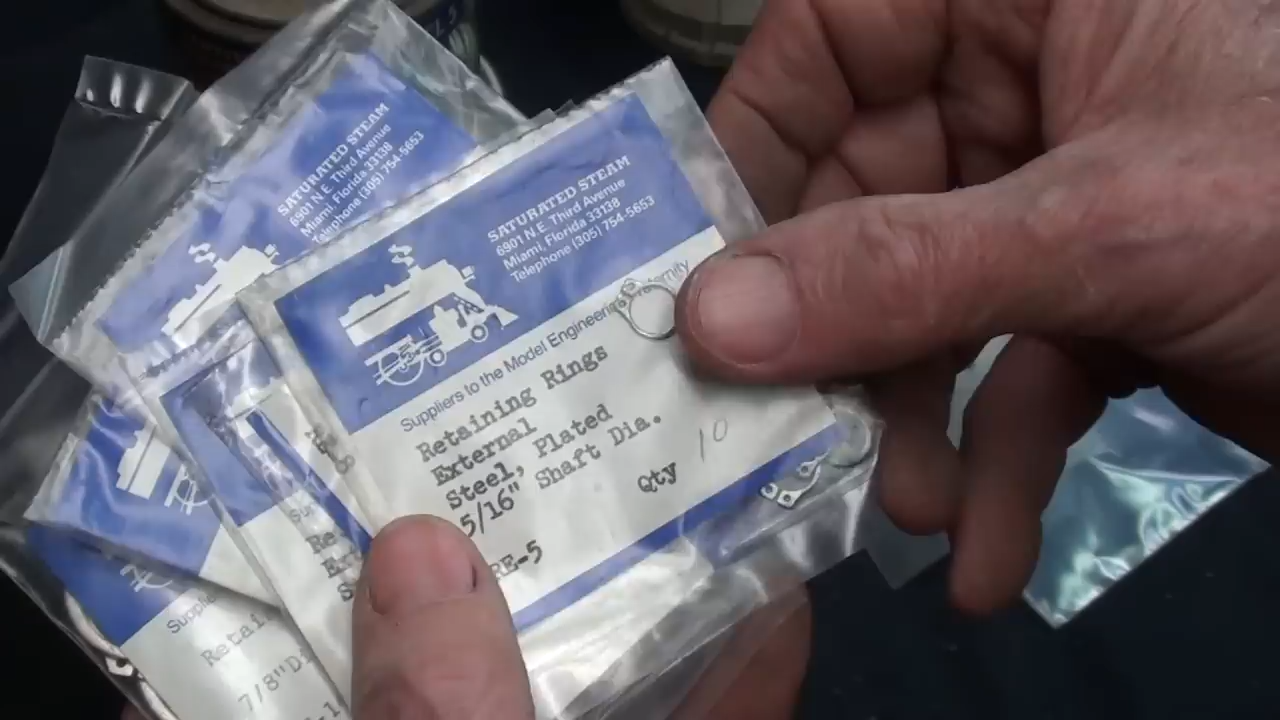 SATURATED STEAM
6901 N.E. Third Avenue
Miami, Florida 33138
Telephone (305) 754-5653
SATURATED STEAM
6901 N.E. Third Avenue
Miami, Florida 33138
Telephone (305) 754-5653
Suppliers to the Model Engineering
Retaining Rings
External
Steel, Plated
5/16" Shaft Dia.
Qty 10
RE-5
7/8"